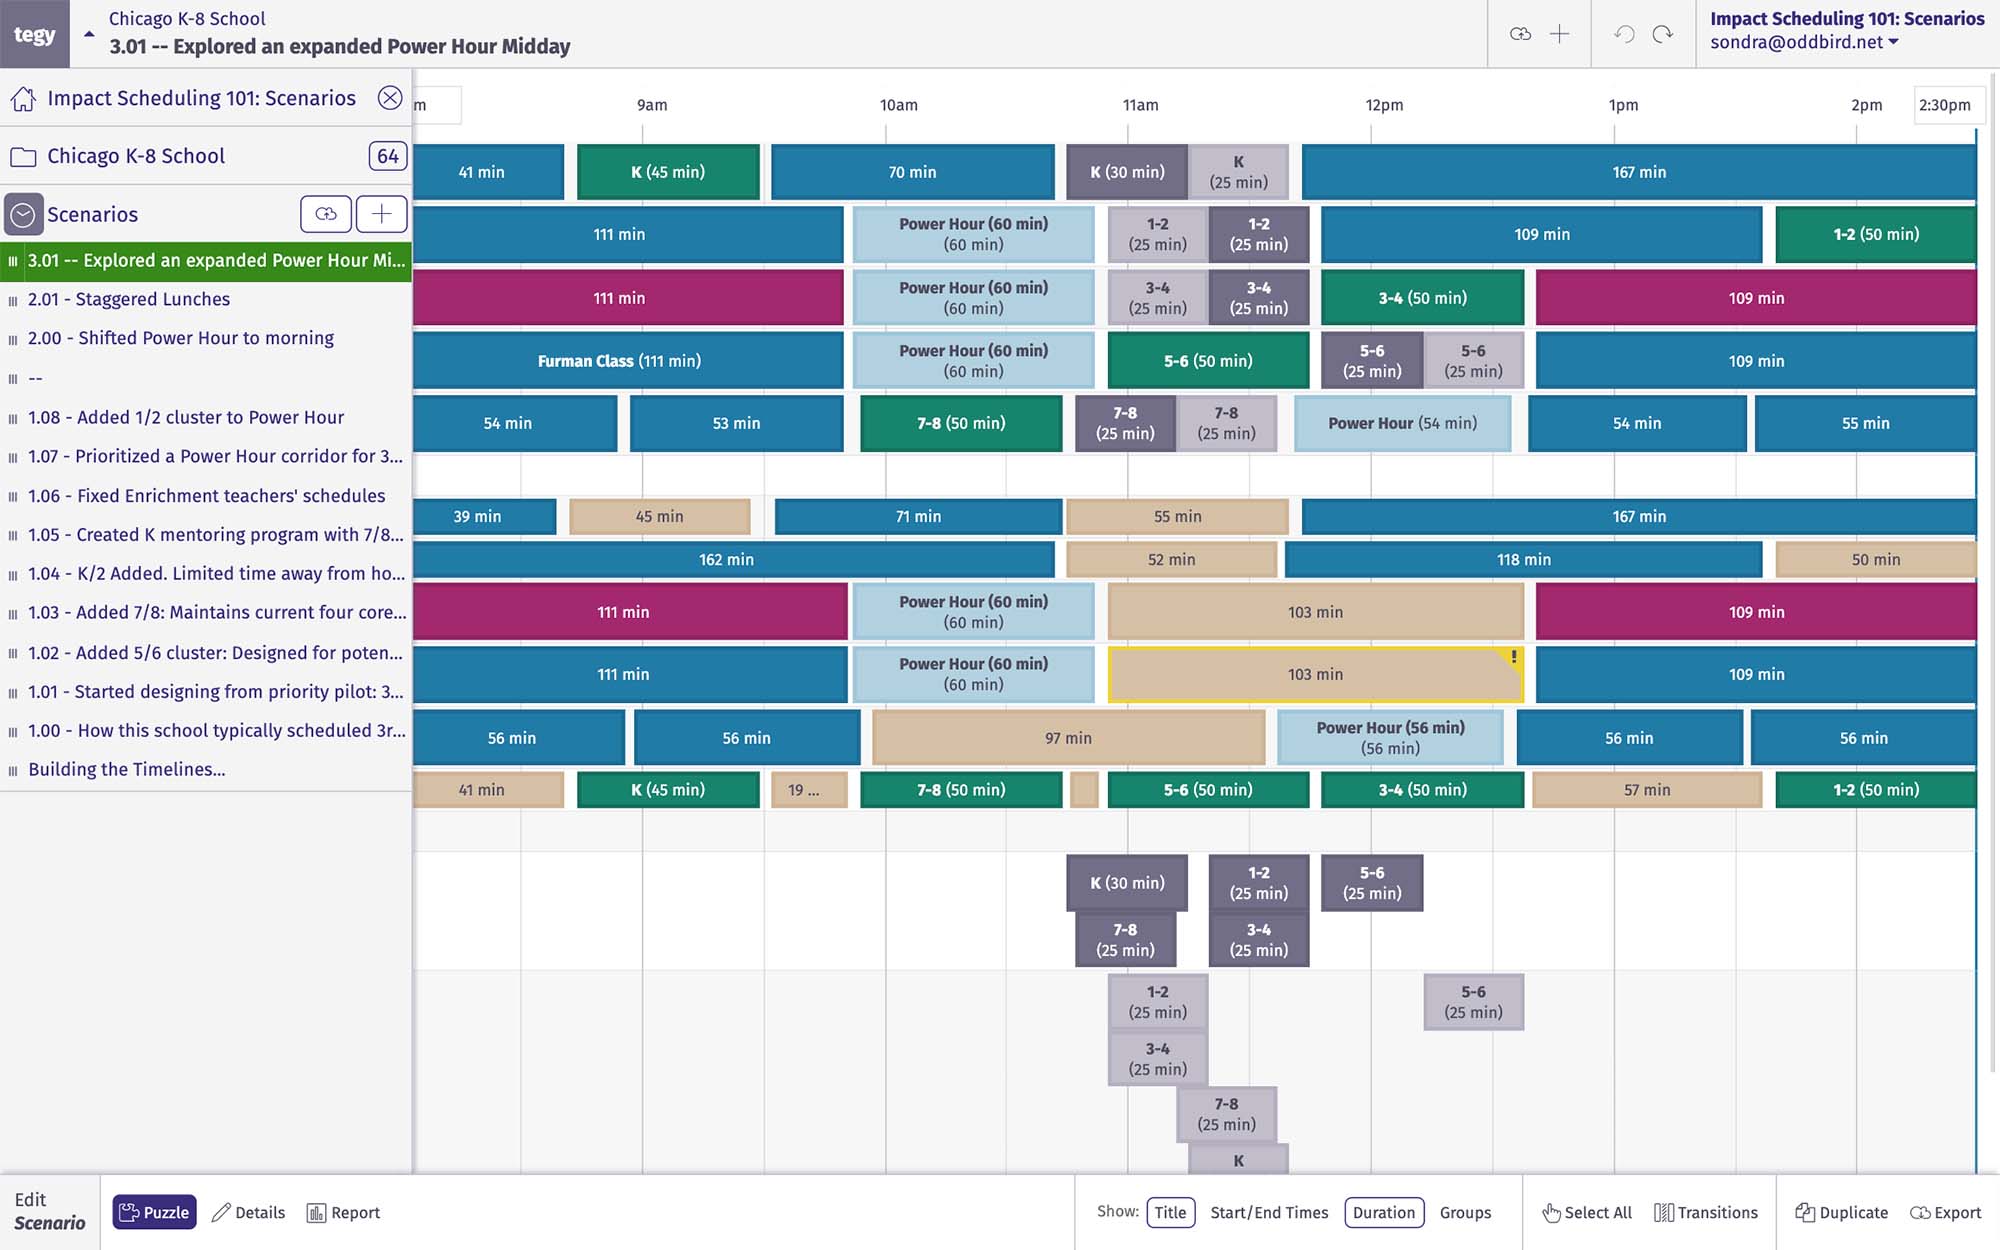 tegy
Chicago K-8 School
3.01 -- Explored an expanded Power Hour Midday
Impact Scheduling 101: Scenarios
sondra@oddbird.net
Impact Scheduling 101: Scenarios
Chicago K-8 School
64
Scenarios
3.01 -- Explored an expanded Power Hour Mi...
2.01 - Staggered Lunches
2.00 - Shifted Power Hour to morning
--
1.08 - Added 1/2 cluster to Power Hour
1.07 - Prioritized a Power Hour corridor for 3...
1.06 - Fixed Enrichment teachers' schedules
1.05 - Created K mentoring program with 7/8...
1.04 - K/2 Added. Limited time away from ho...
1.03 - Added 7/8: Maintains current four core...
1.02 - Added 5/6 cluster: Designed for poten...
1.01 - Started designing from priority pilot: 3...
1.00 - How this school typically scheduled 3r...
Building the Timelines...
m
9am
10am
11am
12pm
1pm
2pm
2:30pm
41 min
K (45 min)
70 min
K (30 min)
K
(25 min)
167 min
111 min
Power Hour (60 min)
(60 min)
1-2
(25 min)
1-2
(25 min)
109 min
1-2 (50 min)
111 min
Power Hour (60 min)
(60 min)
3-4
(25 min)
3-4
(25 min)
3-4 (50 min)
109 min
Furman Class (111 min)
Power Hour (60 min)
(60 min)
5-6 (50 min)
5-6
(25 min)
5-6
(25 min)
109 min
54 min
53 min
7-8 (50 min)
7-8
(25 min)
7-8
(25 min)
Power Hour (54 min)
54 min
55 min
39 min
45 min
71 min
55 min
167 min
162 min
52 min
118 min
50 min
111 min
Power Hour (60 min)
(60 min)
103 min
109 min
111 min
Power Hour (60 min)
(60 min)
103 min
!
109 min
56 min
56 min
97 min
Power Hour (56 min)
(56 min)
56 min
56 min
41 min
K (45 min)
19 ...
7-8 (50 min)
5-6 (50 min)
3-4 (50 min)
57 min
1-2 (50 min)
K (30 min)
1-2
(25 min)
5-6
(25 min)
7-8
(25 min)
3-4
(25 min)
1-2
(25 min)
5-6
(25 min)
3-4
(25 min)
7-8
(25 min)
K
Edit
Scenario
Puzzle
Details
Report
Show:
Title
Start/End Times
Duration
Groups
Select All
Transitions
Duplicate
Export